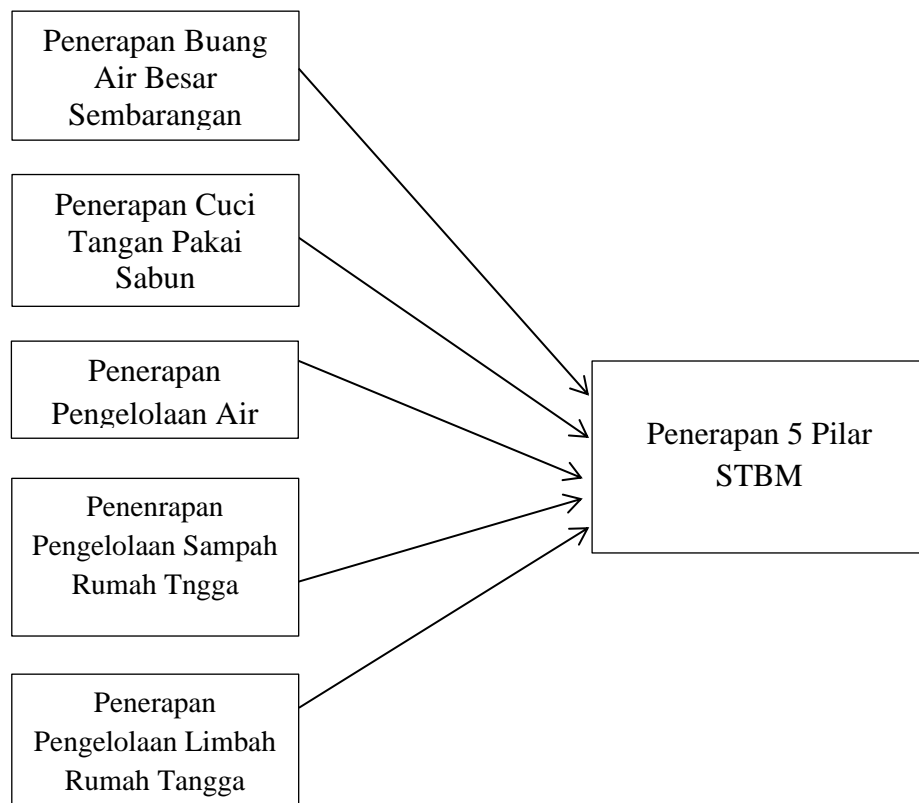 Penerapan Buang
Air Besar
Sembarangan
Penerapan Cuci
Tangan Pakai
Sabun
Penerapan
Pengelolaan Air
Penenrapan
Pengelolaan Sampah
Rumah Tngga
Penerapan
Pengelolaan Limbah
Rumah Tangga
Penerapan 5 Pilar
STBM